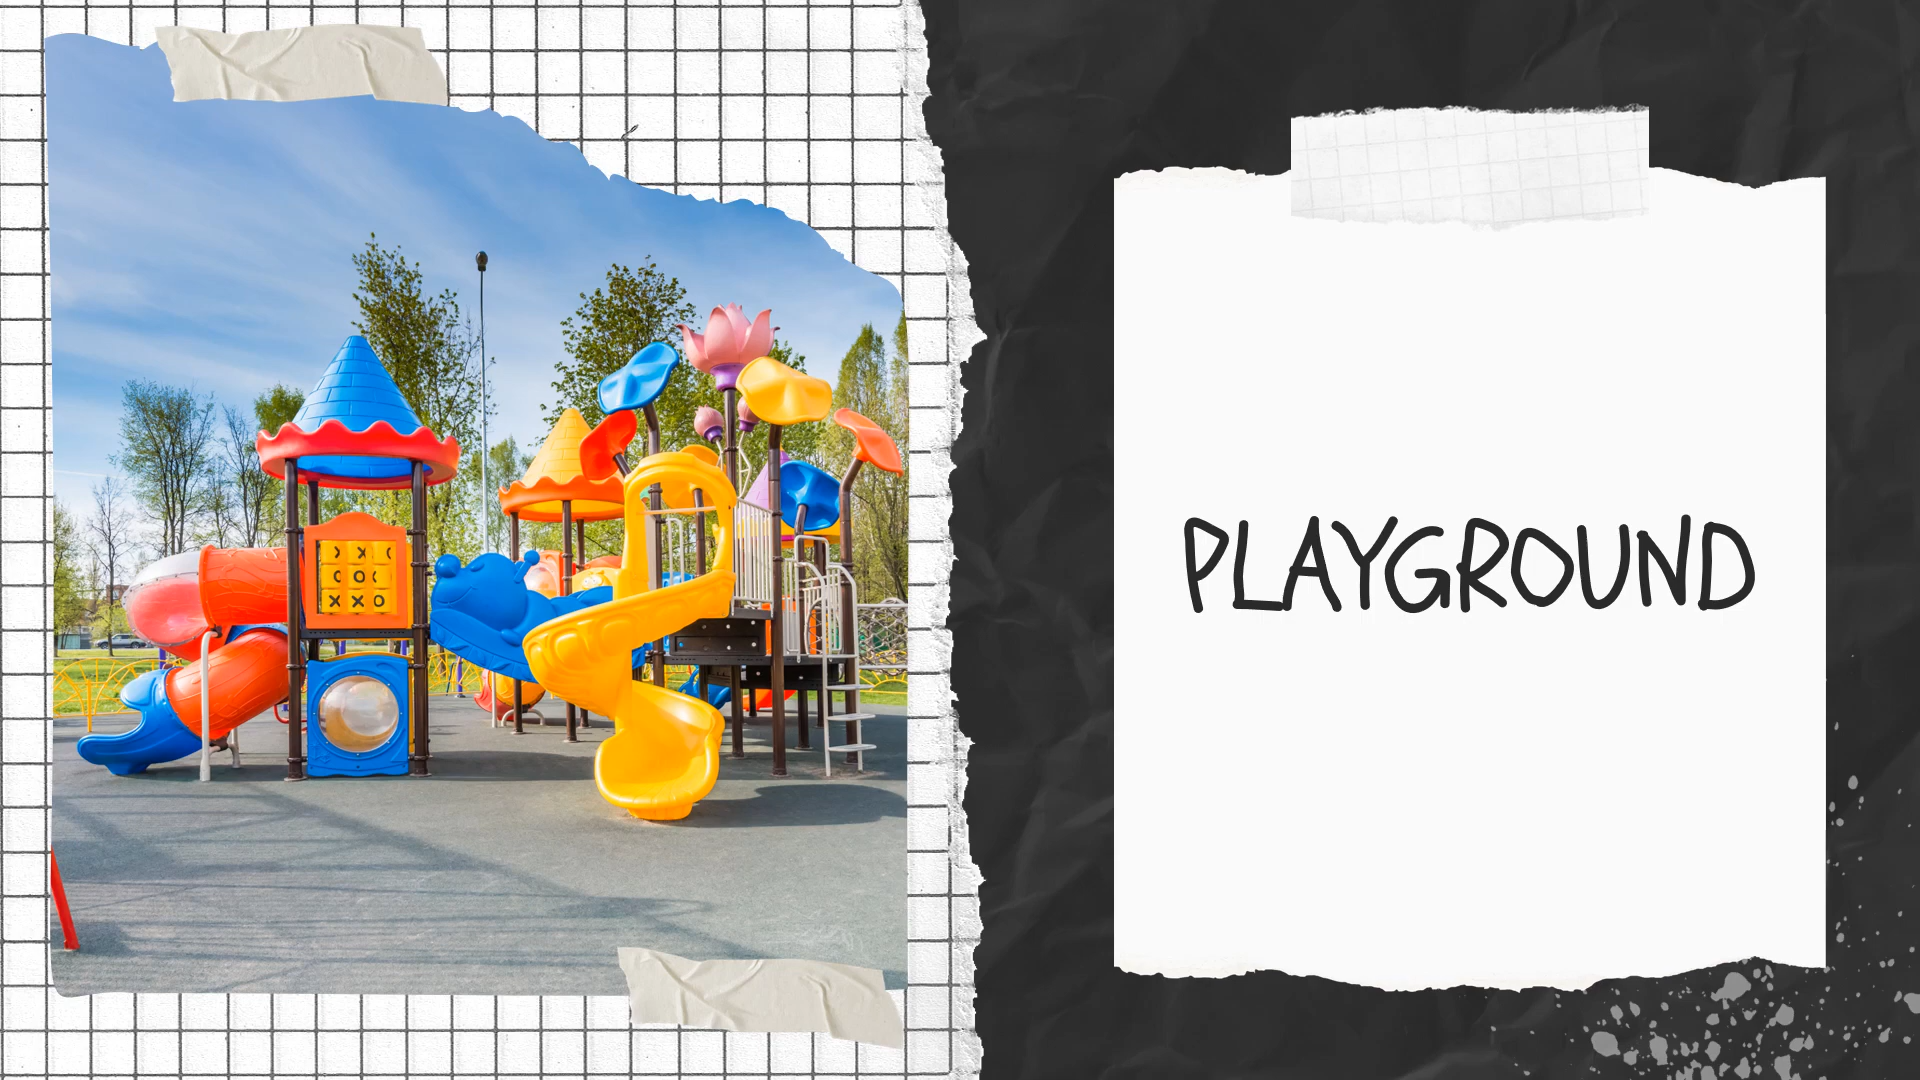 X X O
O O X
X X O
PLAYGROUND